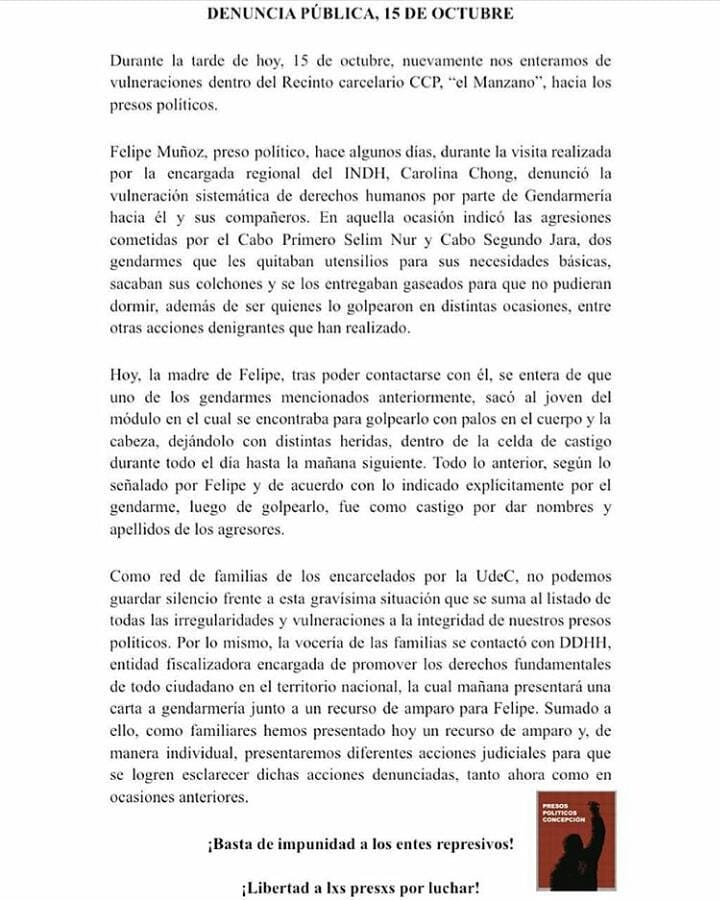 DENUNCIA PÚBLICA, 15 DE OCTUBRE
Durante la tarde de hoy, 15 de octubre, nuevamente nos enteramos de
vulneraciones dentro del Recinto carcelario CCP, “el Manzano”, hacia los
presos políticos.
Felipe Muñoz, preso político, hace algunos días, durante la visita realizada
por la encargada regional del INDH, Carolina Chong, denunció la
vulneración sistemática de derechos humanos por parte de Gendarmería
hacia él y sus compañeros. En aquella ocasión indicó las agresiones
cometidas por el Cabo Primero Selim Nur y Cabo Segundo Jara, dos
gendarmes que les quitaban utensilios para sus necesidades básicas,
sacaban sus colchones y se los entregaban gaseados para que no pudieran
dormir, además de ser quienes lo golpearon en distintas ocasiones, entre
otras acciones denigrantes que han realizado.
Hoy, la madre de Felipe, tras poder contactarse con él, se entera de que
uno de los gendarmes mencionados anteriormente, sacó al joven del
módulo en el cual se encontraba para golpearlo con palos en el cuerpo y la
cabeza, dejándolo con distintas heridas, dentro de la celda de castigo
durante todo el día hasta la mañana siguiente. Todo lo anterior, según lo
señalado por Felipe y de acuerdo con lo indicado explícitamente por el
gendarme, luego de golpearlo, fue como castigo por dar nombres y
apellidos de los agresores.
Como red de familias de los encarcelados por la UdeC, no podemos
guardar silencio frente a esta gravísima situación que se suma al listado de
todas las irregularidades y vulneraciones a la integridad de nuestros presos
políticos. Por lo mismo, la vocería de las familias se contactó con DDHH,
entidad fiscalizadora encargada de promover los derechos fundamentales
de todo ciudadano en el territorio nacional, la cual mañana presentará una
carta a gendarmería junto a un recurso de amparo para Felipe. Sumado a
ello, como familiares hemos presentado hoy un recurso de amparo y, de
manera individual, presentaremos diferentes acciones judiciales para que
se logren esclarecer dichas acciones denunciadas, tanto ahora como en
ocasiones anteriores.
PRESOS
POLITICOS
CONCEPCIÓN
¡Basta de impunidad a los entes represivos!
¡Libertad a lxs presxs por luchar!